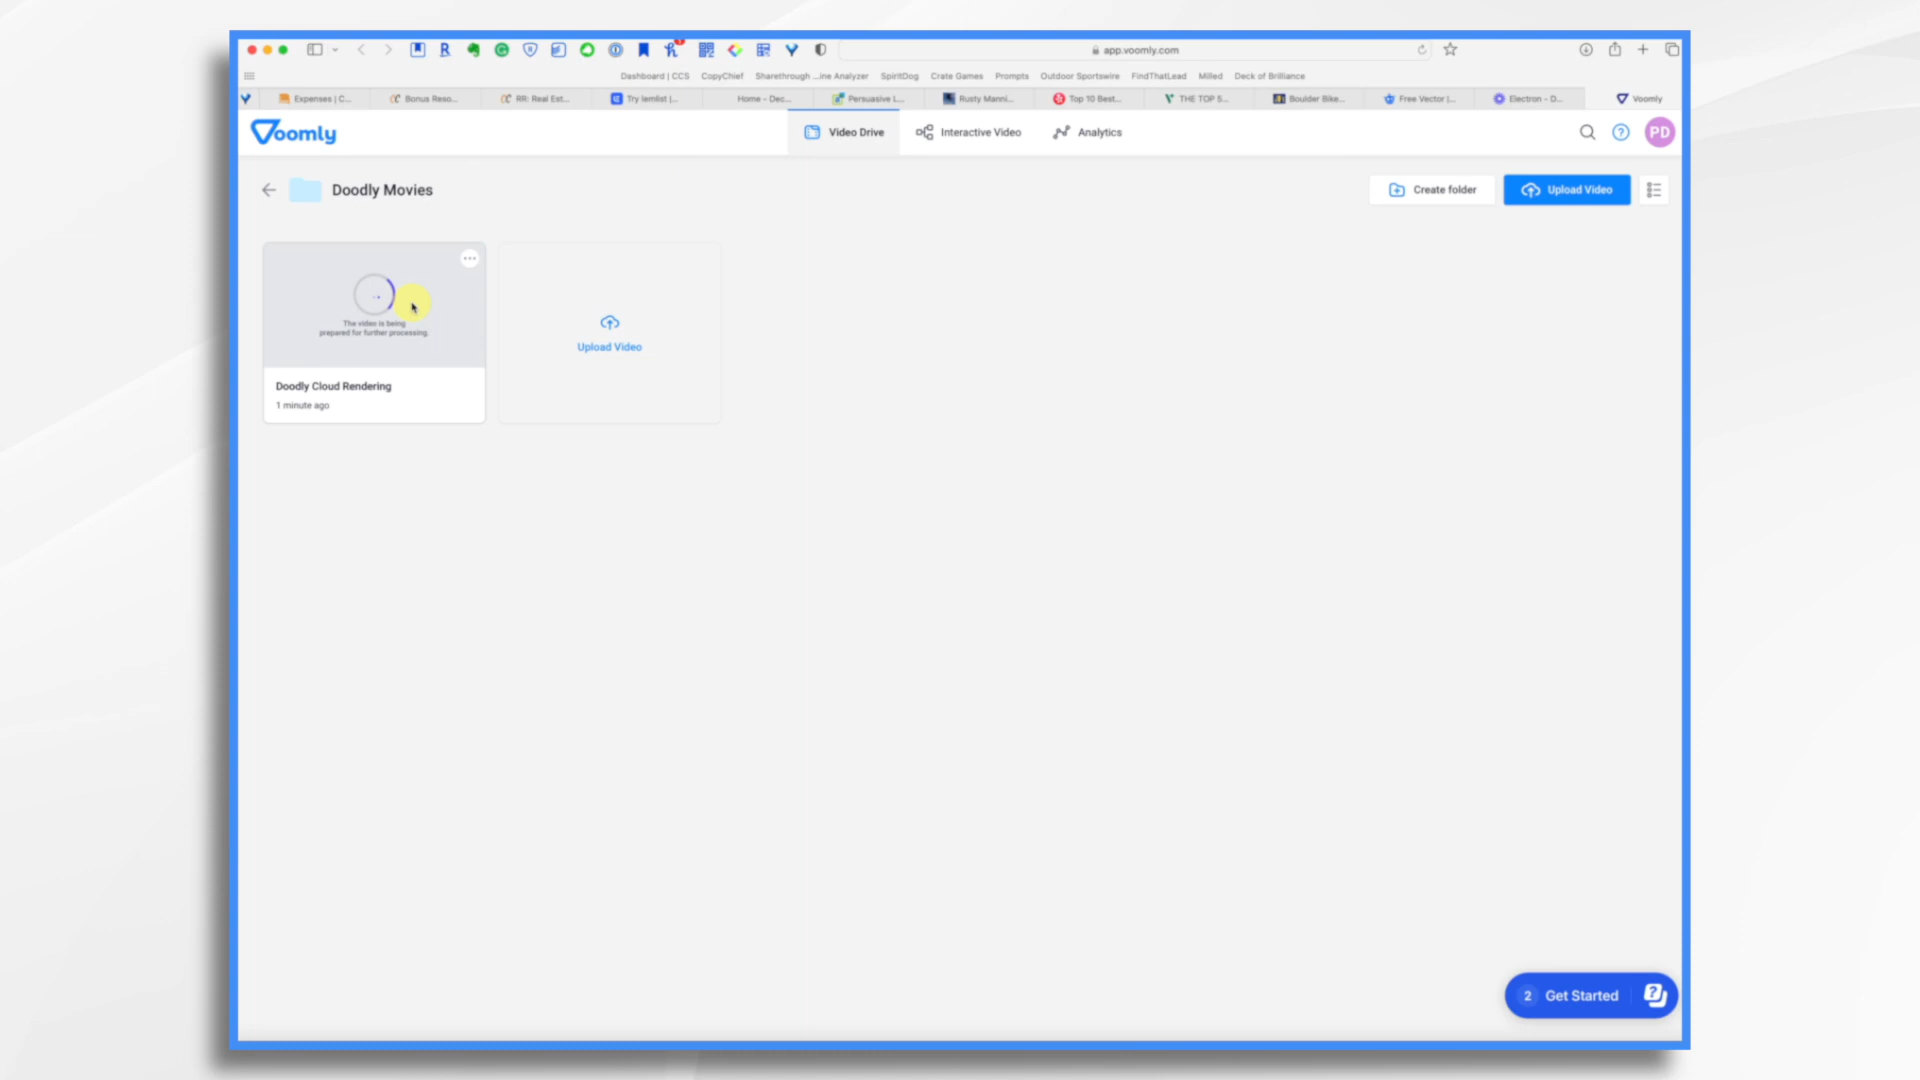 app.voomly.com
Dashboard | CCS CopyChief Sharethrough ...ine Analyzer SpiritDog Crate Games Prompts Outdoor Sportswire FindThatLead Milled Deck of Brilliance
Expenses | C... Bonus Reso... RR: Real Est... Try lemlist |... Home - Dec... Persuasive L... Rusty Manni... Top 10 Best... THE TOP 5... Boulder Bike... Free Vector |... Electron - D... Voomly
Voomly Video Drive Interactive Video Analytics PD
Doodly Movies Create folder Upload Video
The video is being
prepared for further processing.
Upload Video
Doodly Cloud Rendering
1 minute ago
2 Get Started